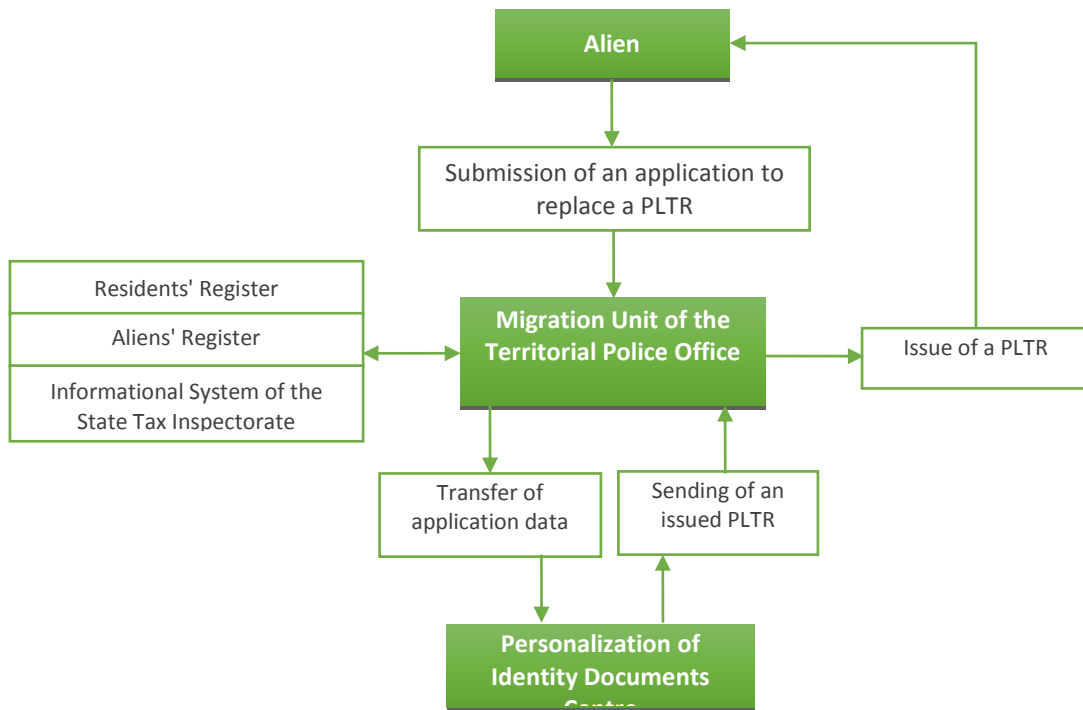 Alien
Submission of an application to
replace a PLTR
Residents' Register
Aliens' Register
Informational System of the
State Tax Inspectorate
Migration Unit of the
Territorial Police Office
Issue of a PLTR
Transfer of
application data
Sending of an
issued PLTR
Personalization of
Identity Documents
Centre